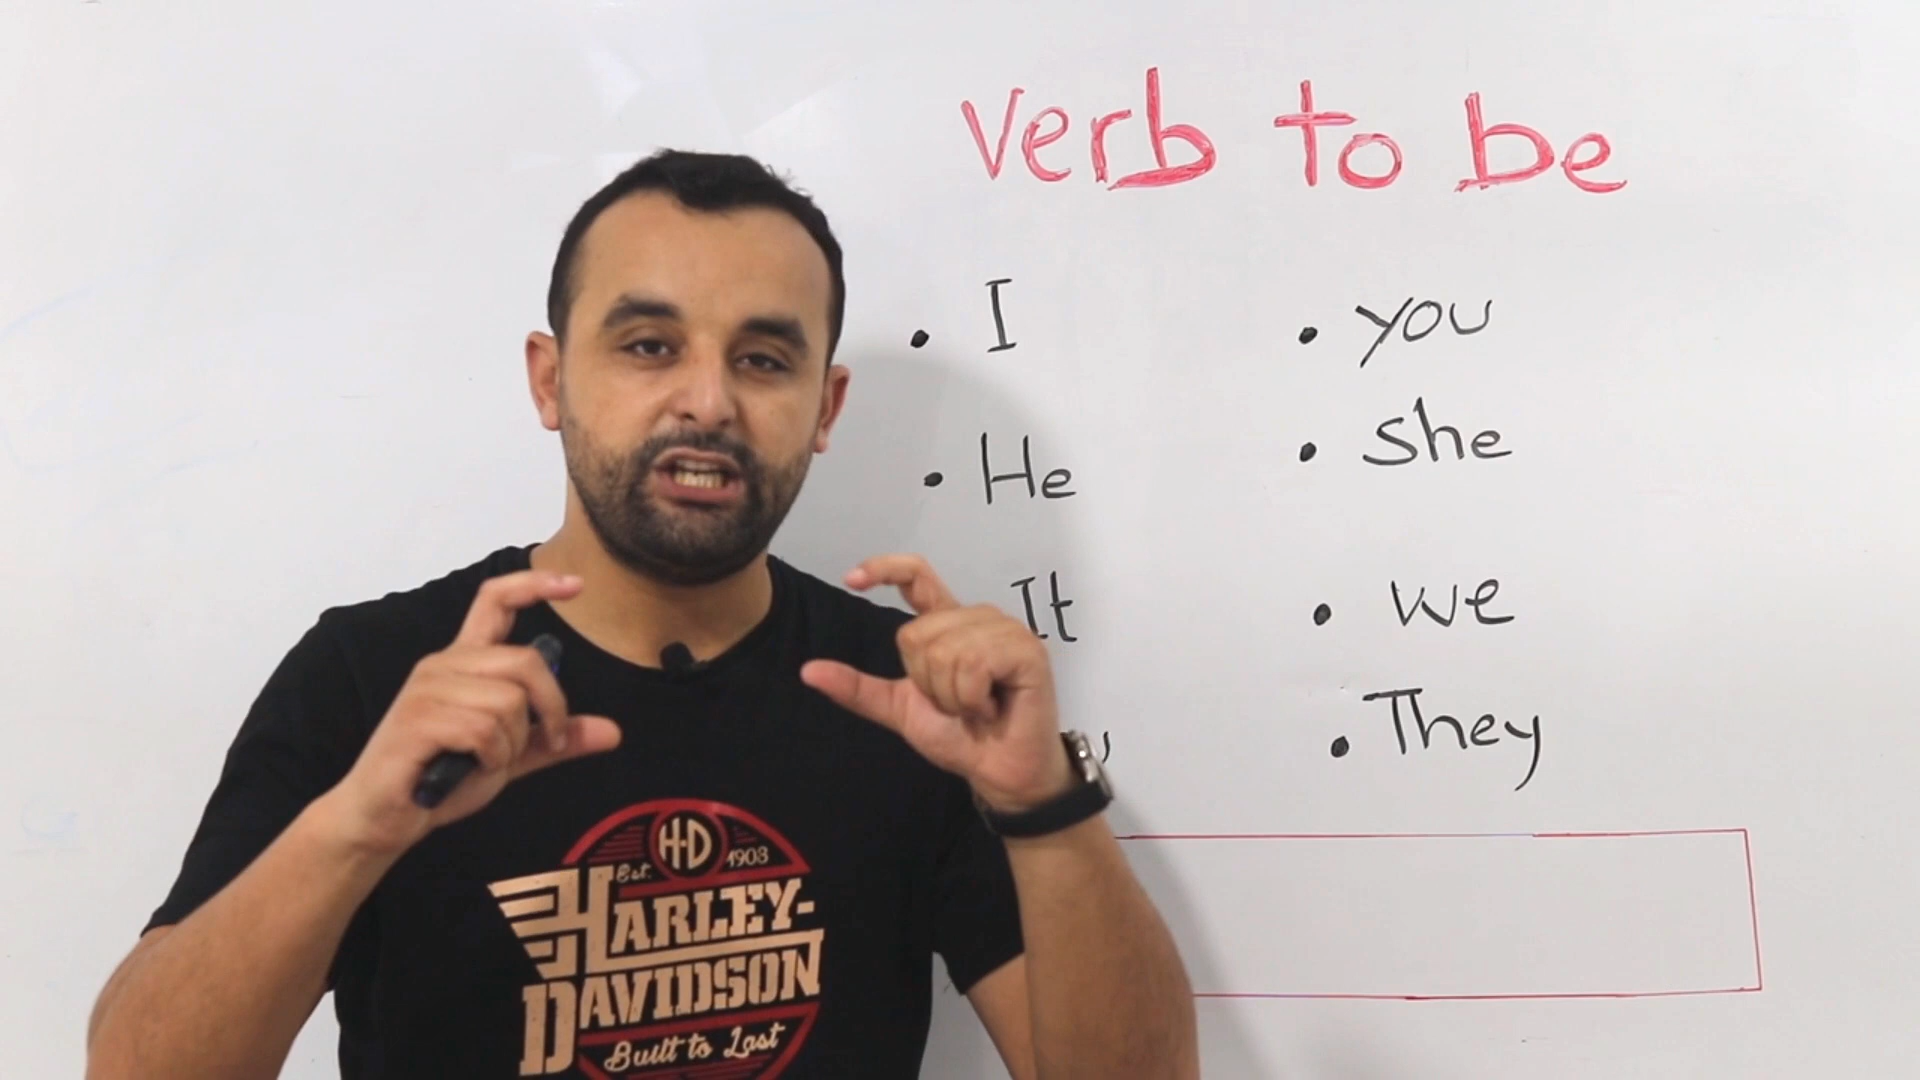 Verb to be
• I • you
• He • She
It • we
• They
H-D
Est. 1903
HARLEY-
DAVIDSON
Built to Last